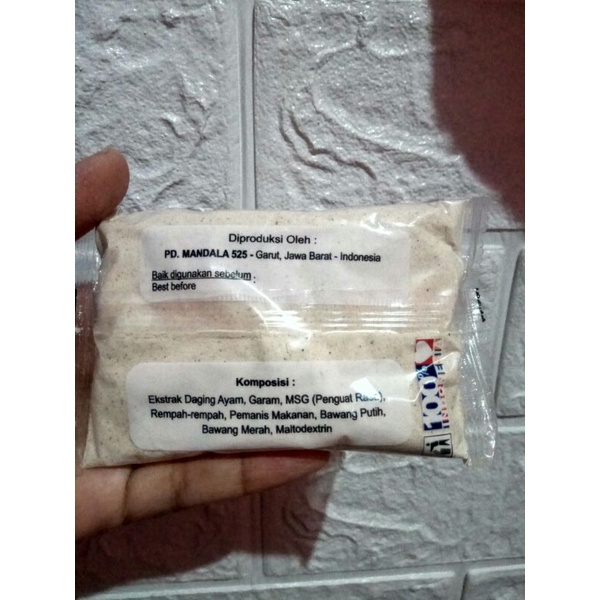 Diproduksi Oleh :
PD. MANDALA 525 - Garut, Jawa Barat - Indonesia
Baik digunakan sebelum :
Best before
Komposisi :
Ekstrak Daging Ayam, Garam, MSG (Penguat Rasa),
Rempah-rempah, Pemanis Makanan, Bawang Putih,
Bawang Merah, Maltodextrin
100%